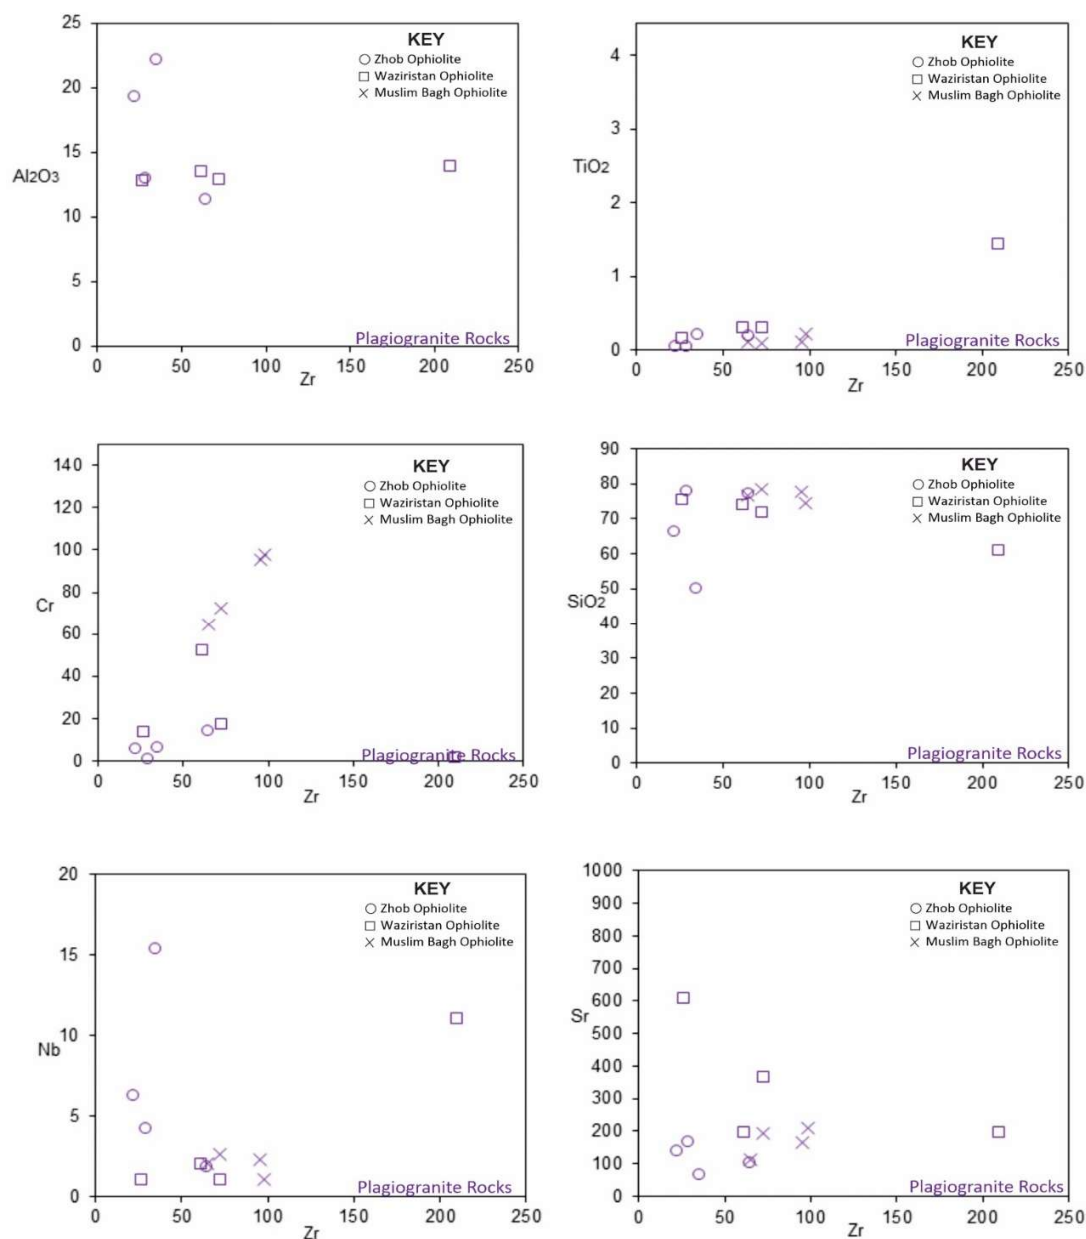 25
20
15
10
5
0
Al2O3
KEY
Zhob Ophiolite
Waziristan Ophiolite
Muslim Bagh Ophiolite
Plagiogranite Rocks
0 50 100 150 200 250
Zr
4
3
2
1
0
TiO2
KEY
Zhob Ophiolite
Waziristan Ophiolite
Muslim Bagh Ophiolite
Plagiogranite Rocks
0 50 100 150 200 250
Zr
140
120
100
80
60
40
20
0
Cr
KEY
Zhob Ophiolite
Waziristan Ophiolite
Muslim Bagh Ophiolite
Plagiogranite Rocks
0 50 100 150 200 250
Zr
90
80
70
60
50
40
30
20
10
0
SiO2
KEY
Zhob Ophiolite
Waziristan Ophiolite
Muslim Bagh Ophiolite
Plagiogranite Rocks
0 50 100 150 200 250
Zr
20
15
10
5
0
Nb
KEY
Zhob Ophiolite
Waziristan Ophiolite
Muslim Bagh Ophiolite
Plagiogranite Rocks
0 50 100 150 200 250
Zr
1000
900
800
700
600
500
400
300
200
100
0
Sr
KEY
Zhob Ophiolite
Waziristan Ophiolite
Muslim Bagh Ophiolite
Plagiogranite Rocks
0 50 100 150 200 250
Zr